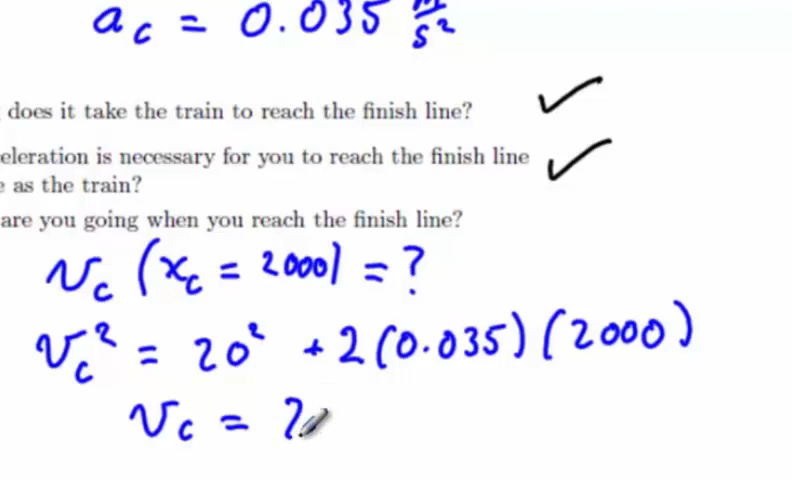 a_c = 0.035 m/s²
does it take the train to reach the finish line?
eleration is necessary for you to reach the finish line
e as the train?
are you going when you reach the finish line?
v_c (x_c = 2000) = ?
v_c² = 20² + 2(0.035)(2000)
v_c = 2